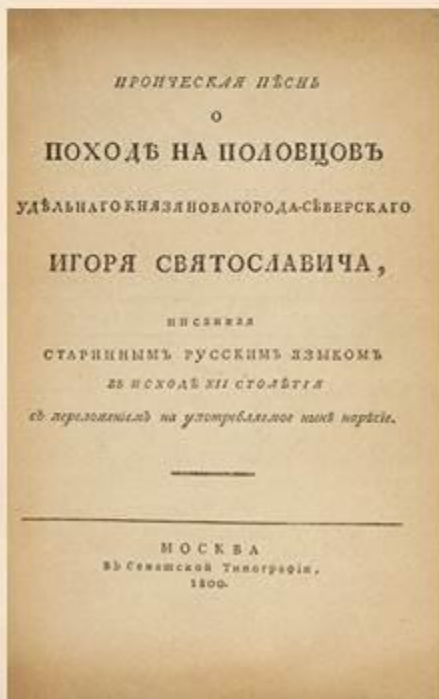 ИРОИЧЕСКАЯ ПѢСНЬ
О
ПОХОДѢ НА ПОЛОВЦОВЪ
УДѢЛЬНАГО КНЯЗЯ НОВАГОРОДА-СѢВЕРСКАГО
ИГОРЯ СВЯТОСЛАВИЧА,
писанная
СТАРИННЫМЪ РУССКИМЪ ЯЗЫКОМЪ
ВЪ ИСХОДѢ XII СТОЛѢТІЯ
съ переложеніемъ на употребляемое нынѣ нарѣчіе.
МОСКВА
Въ Сенатской Типографіи,
1800.